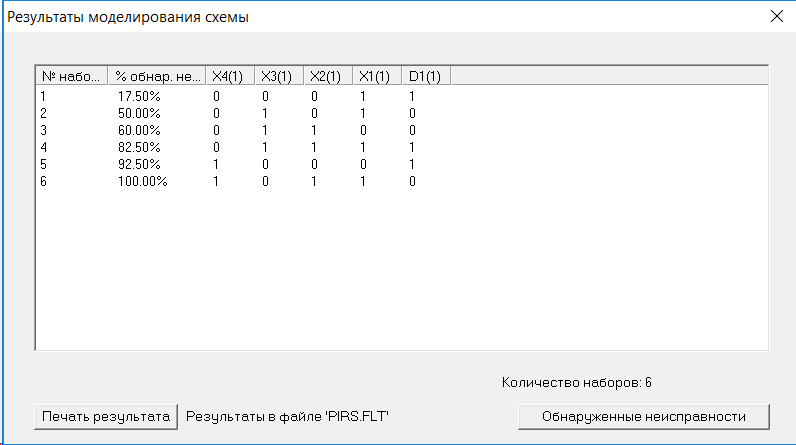 Результаты моделирования схемы
№ набо... % обнар. не... X4(1) X3(1) X2(1) X1(1) D1(1)
1 17.50% 0 0 0 1 1
2 50.00% 0 1 0 1 0
3 60.00% 0 1 1 0 0
4 82.50% 0 1 1 1 1
5 92.50% 1 0 0 0 1
6 100.00% 1 0 1 1 0
Количество наборов: 6
Печать результата Результаты в файле 'PIRS.FLT' Обнаруженные неисправности